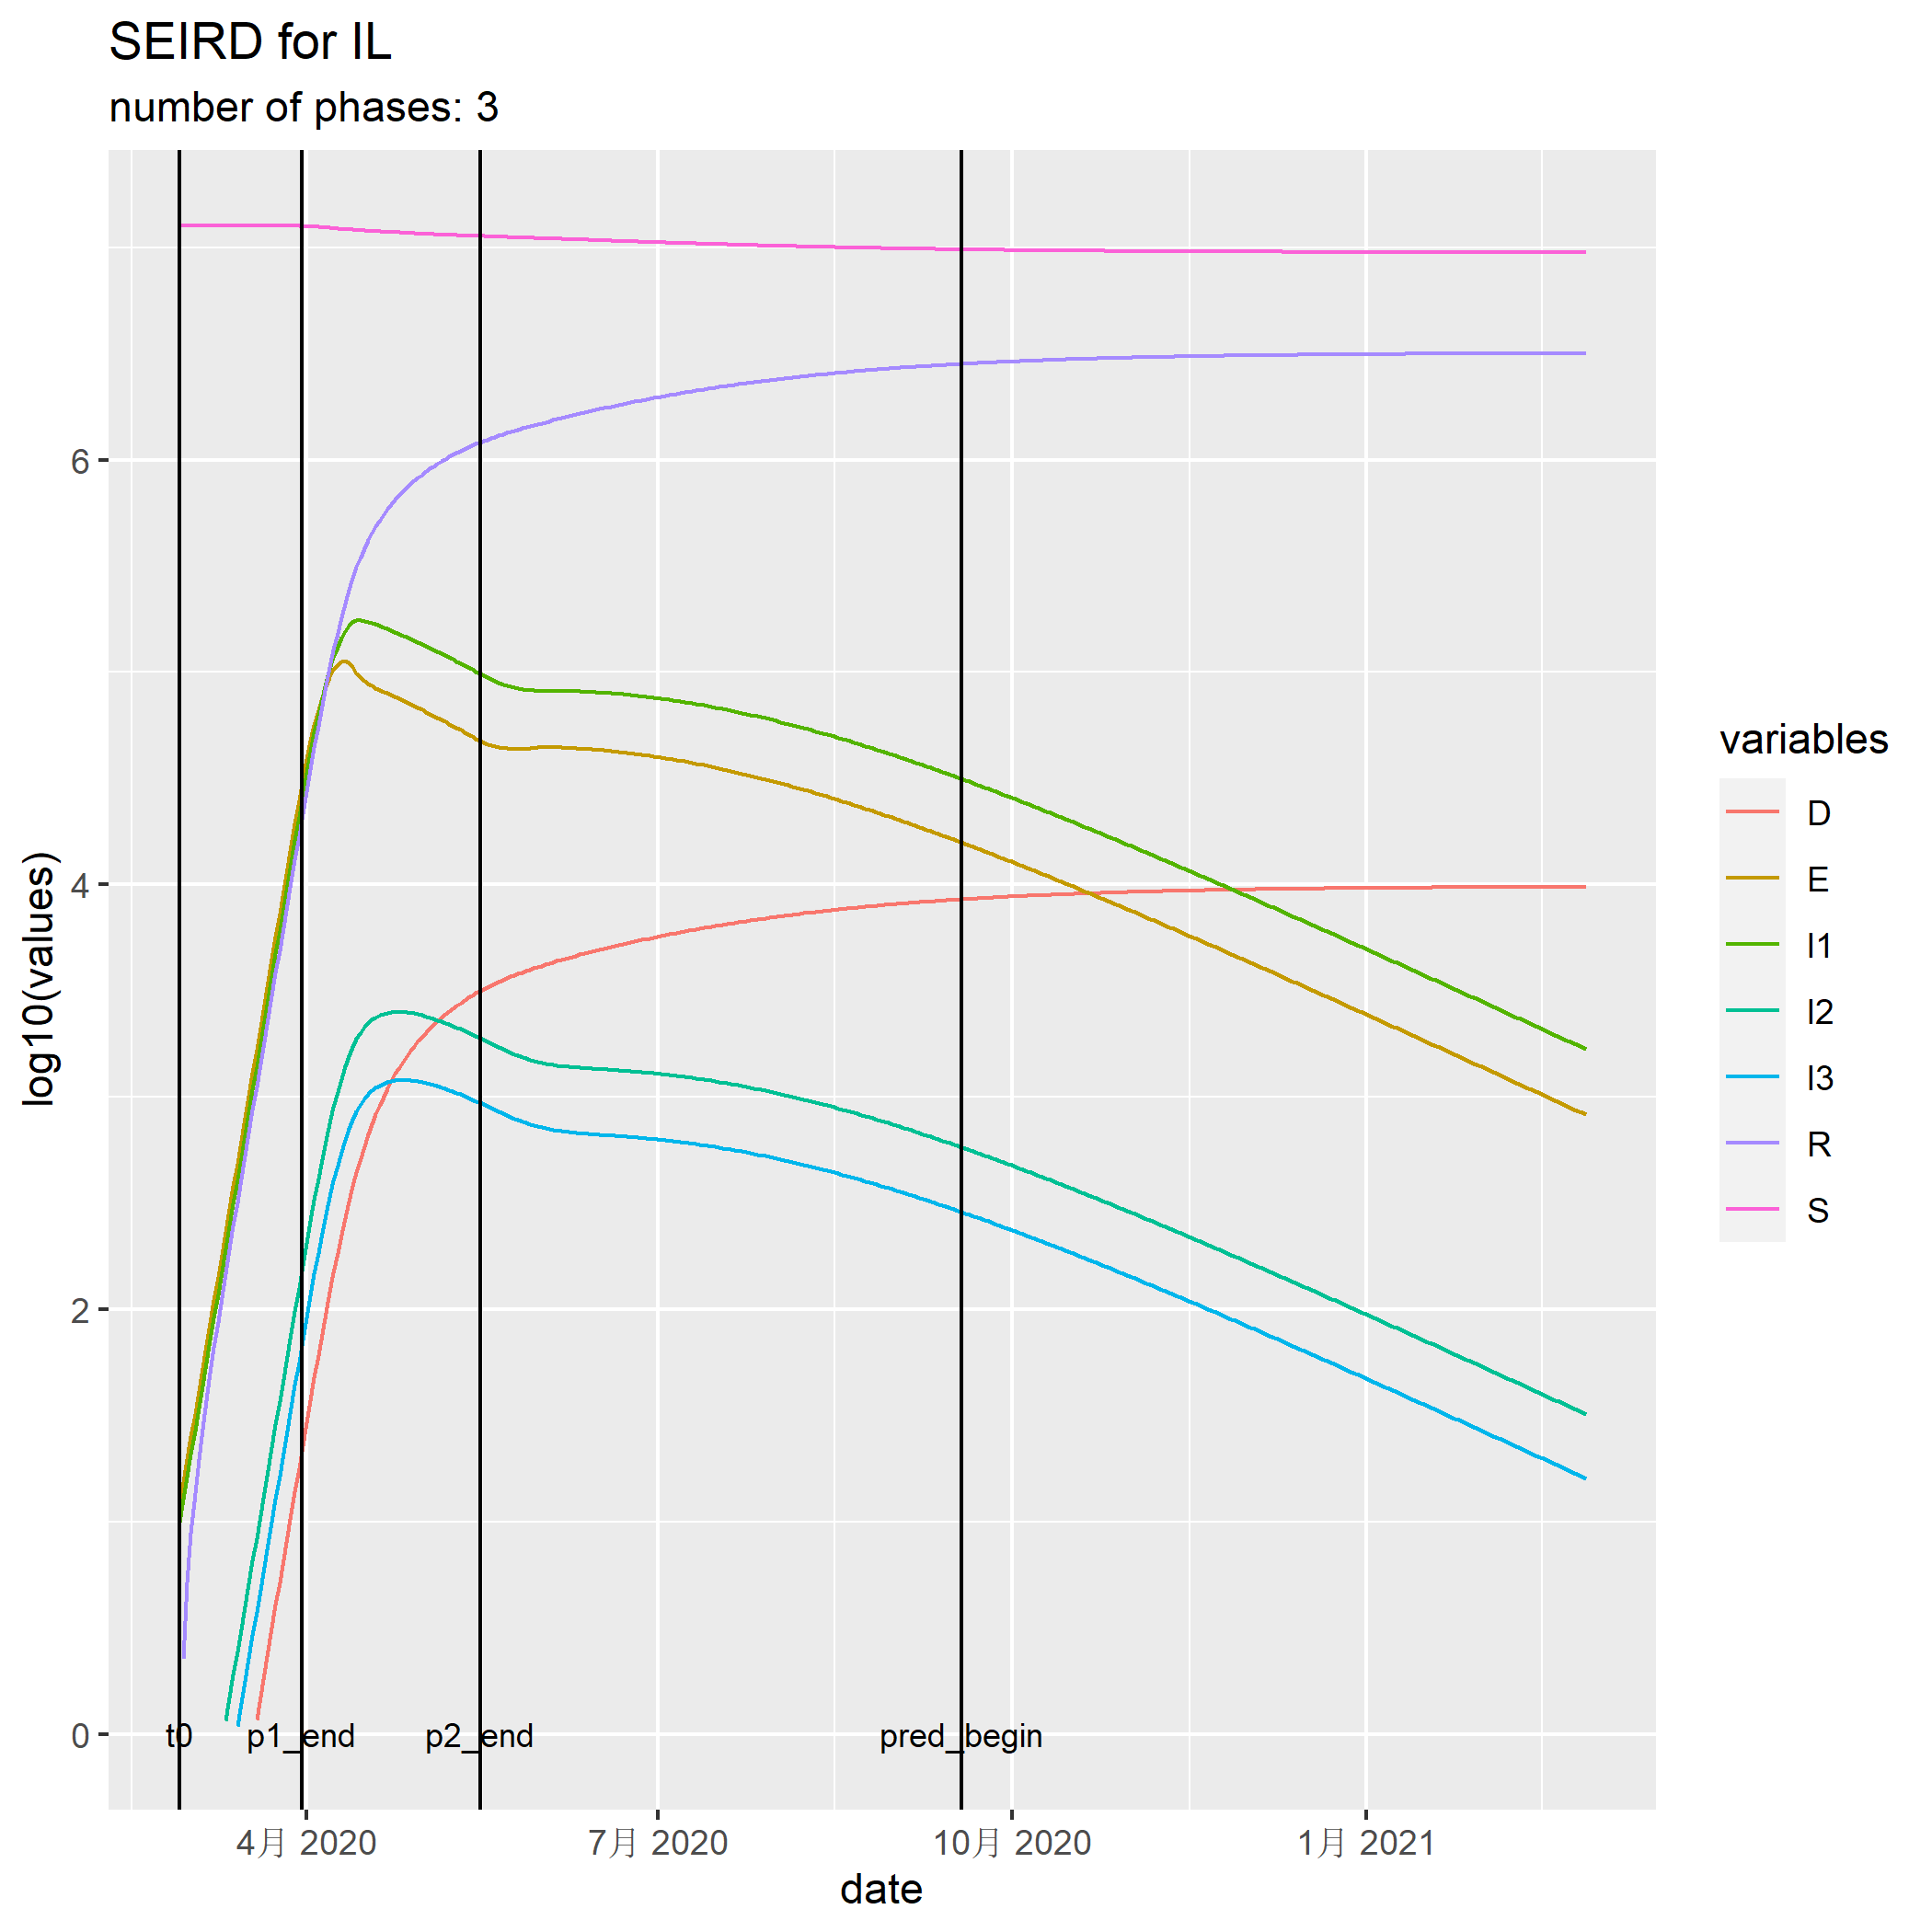 SEIRD for IL
number of phases: 3
log10(values)
6
4
2
0
t0
p1_end
p2_end
pred_begin
4月 2020
7月 2020
10月 2020
1月 2021
date
variables
D
E
I1
I2
I3
R
S